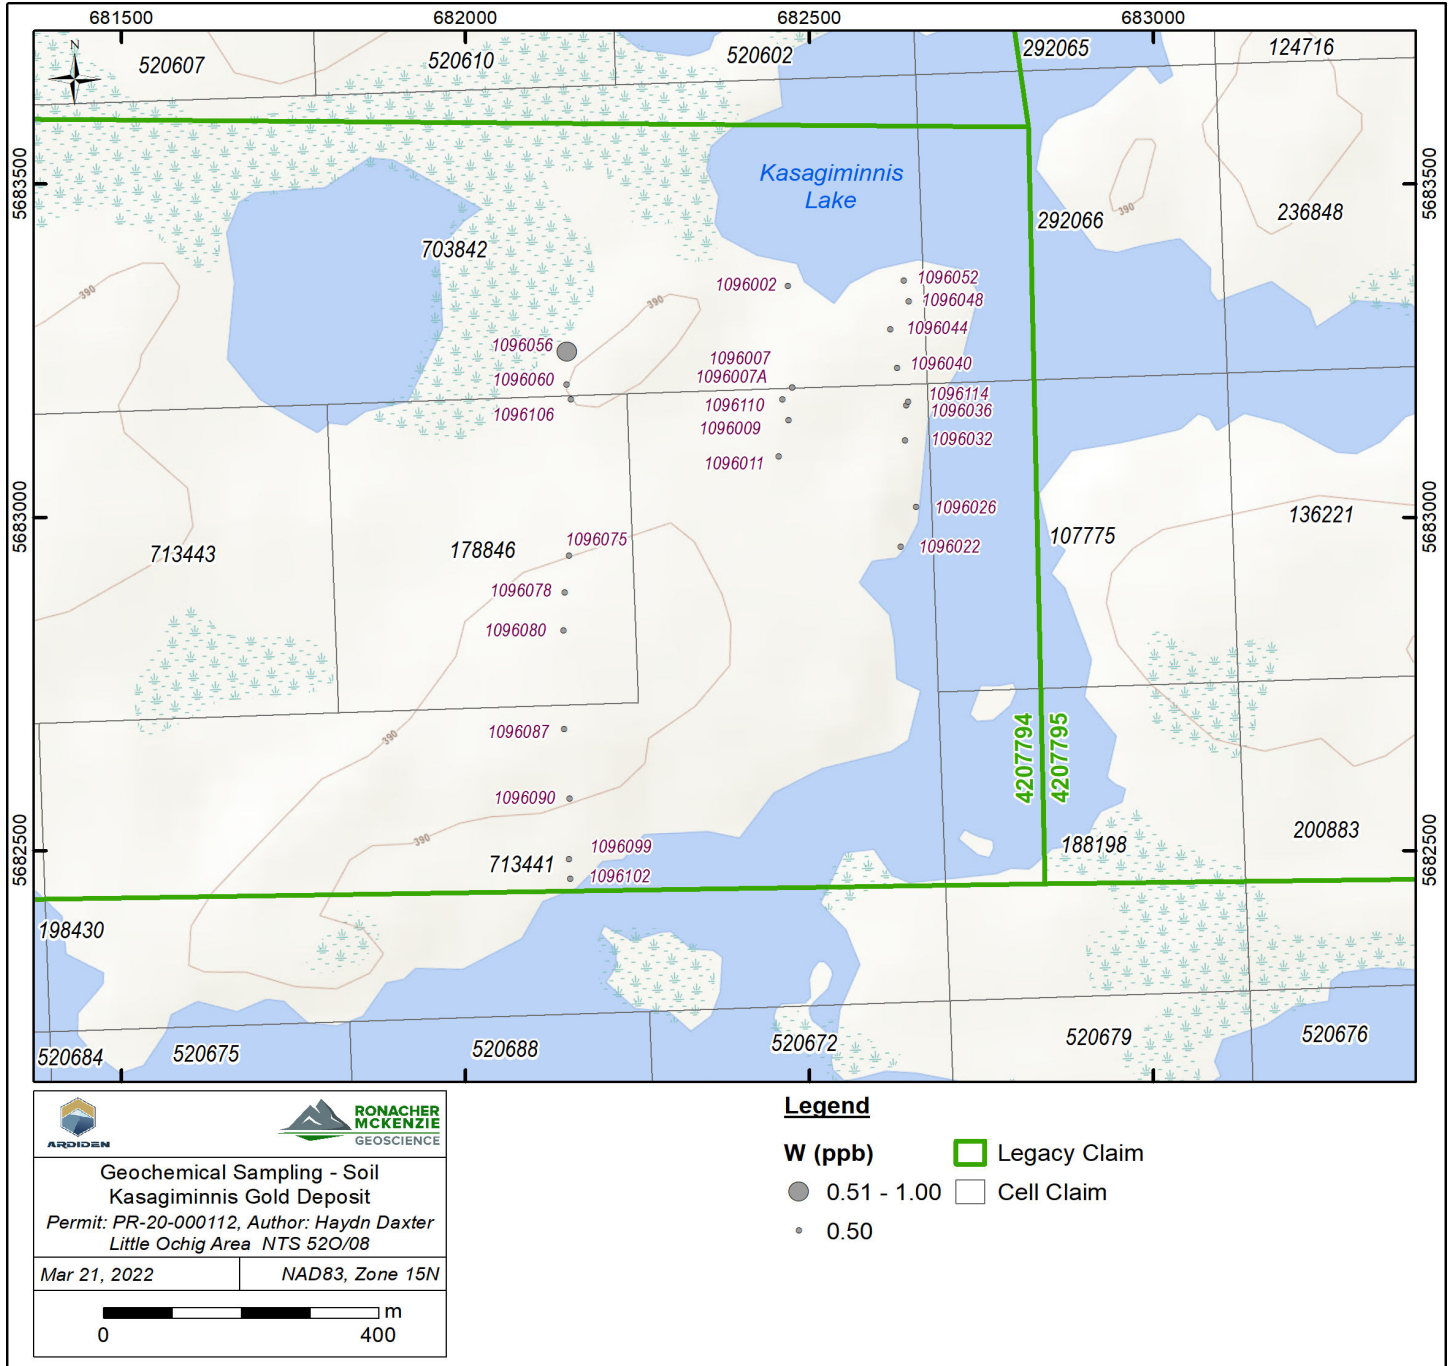 681500 682000 682500 683000
N
520607 520610 520602 292065 124716
5683500 5683500
Kasagiminnis
Lake
703842 292066 236848
390
390
390
1096002 1096052
1096048
1096044
1096056 1096007
1096007A 1096040
1096060
1096106 1096110 1096114
1096036
1096009 1096032
1096011
5683000 5683000
1096026
1096022
713443 178846 1096075 107775 136221
1096078
1096080
1096087
390
4207794 4207795
1096090
390
1096099
1096102
713441 188198 200883
5682500 5682500
198430
520684 520675 520688 520672 520679 520676
ARDIDEN
RONACHER
MCKENZIE
GEOSCIENCE
Geochemical Sampling - Soil
Kasagiminnis Gold Deposit
Permit: PR-20-000112, Author: Haydn Daxter
Little Ochig Area NTS 52O/08
Mar 21, 2022 NAD83, Zone 15N
m
0 400
Legend
W (ppb)
0.51 - 1.00
0.50
Legacy Claim
Cell Claim